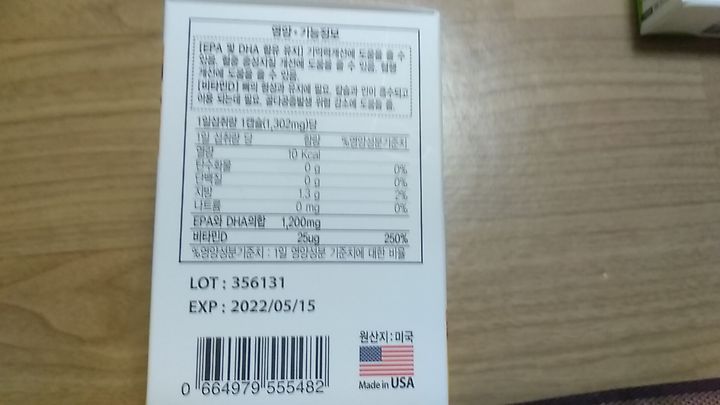 영양 · 기능정보
[EPA 및 DHA 함유 유지] 기억력개선에 도움을 줄 수
있음. 혈중 중성지질 개선에 도움을 줄 수 있음. 혈행
개선에 도움을 줄 수 있음.
[비타민D] 뼈의 형성과 유지에 필요. 칼슘과 인이 흡수되고
이용 되는데 필요. 골다공증발생 위험 감소에 도움을 줌.
1일섭취량 1캡슐(1,302mg)당
1일 섭취량 당 함량 %영양성분기준치
열량 10 Kcal
탄수화물 0 g 0%
단백질 0 g 0%
지방 1.3 g 2%
나트륨 0 mg 0%
EPA와 DHA의합 1,200mg
비타민D 25ug 250%
%영양성분기준치 : 1일 영양성분 기준치에 대한 비율
LOT : 356131
EXP : 2022/05/15
원산지 : 미국
Made in USA
0 664979 555482